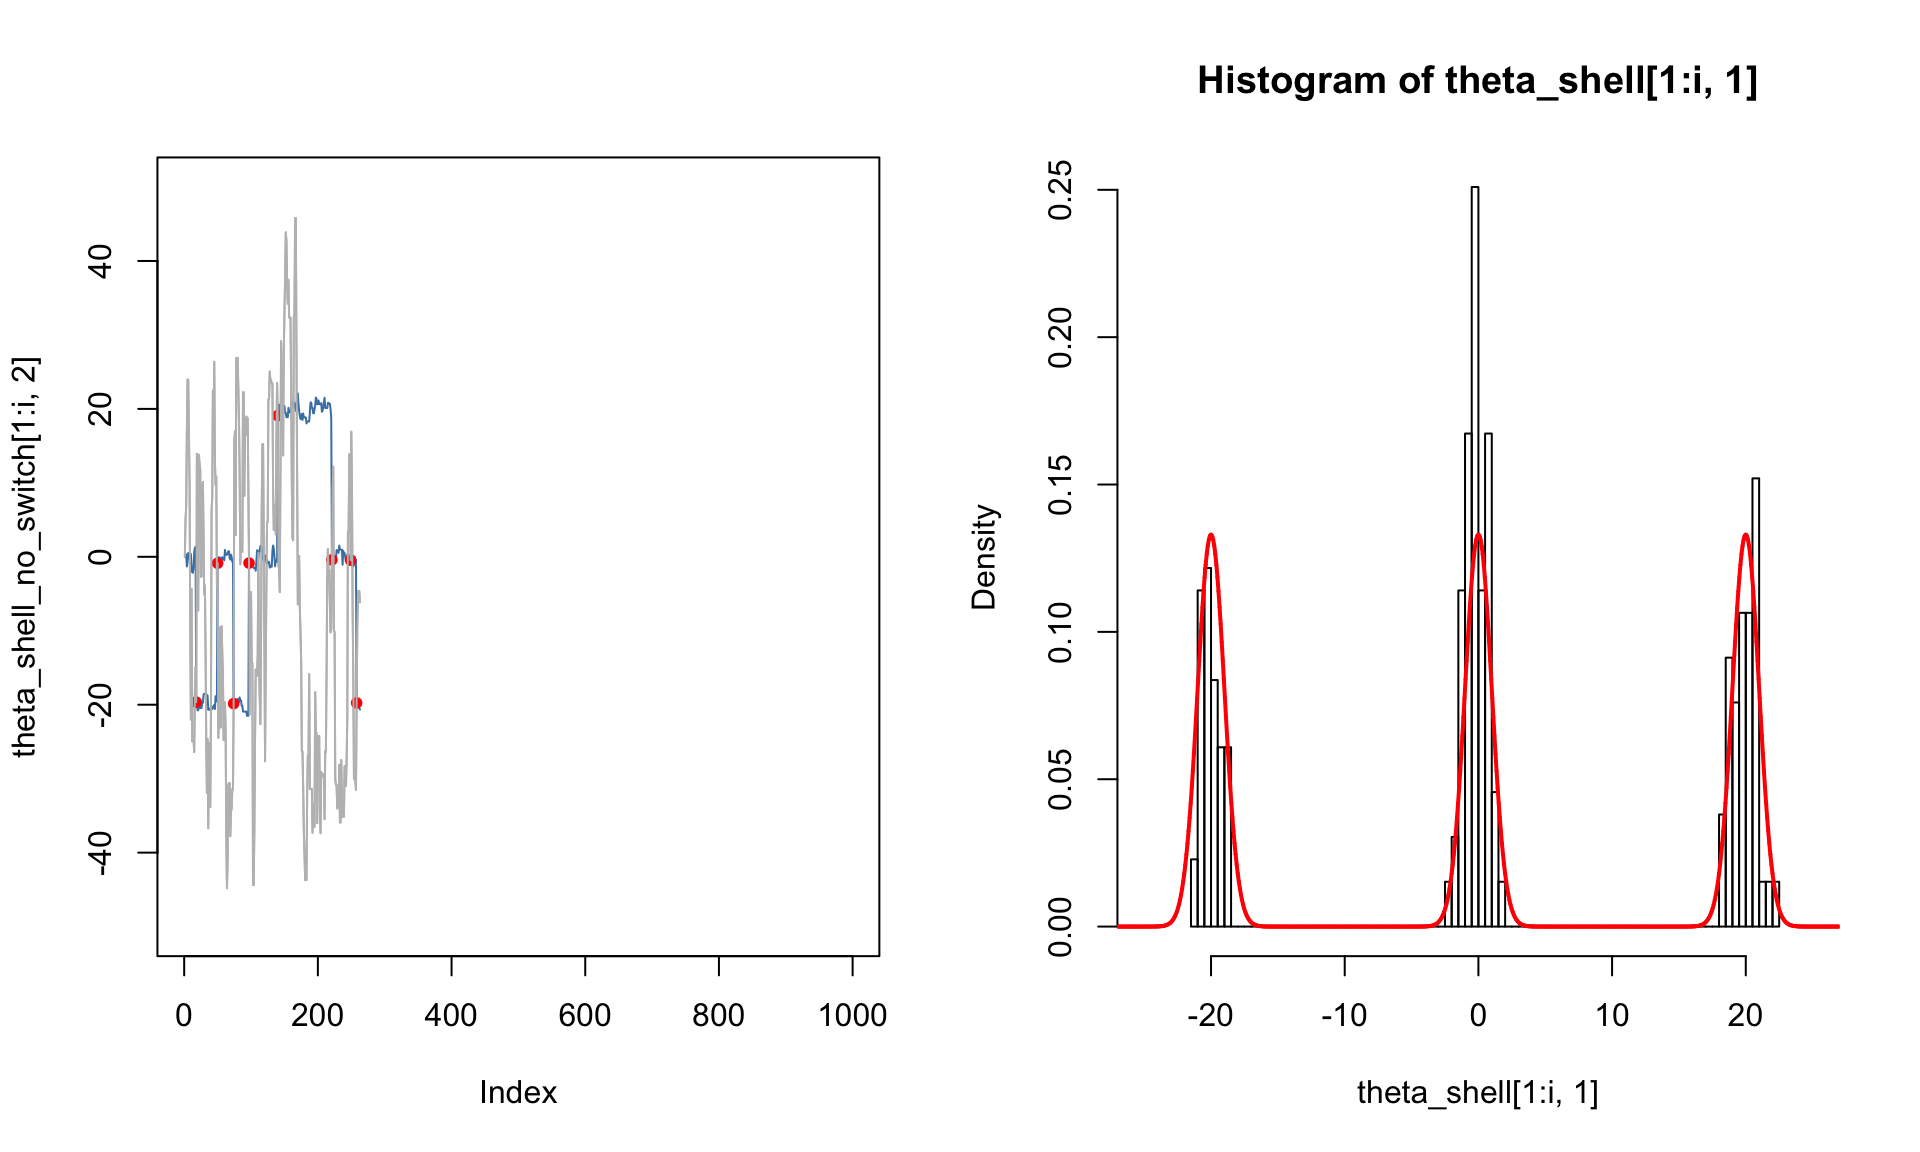 theta_shell_no_switch[1:i, 2]
40
20
0
-20
-40
0 200 400 600 800 1000
Index
Histogram of theta_shell[1:i, 1]
Density
0.25
0.20
0.15
0.10
0.05
0.00
-20 -10 0 10 20
theta_shell[1:i, 1]